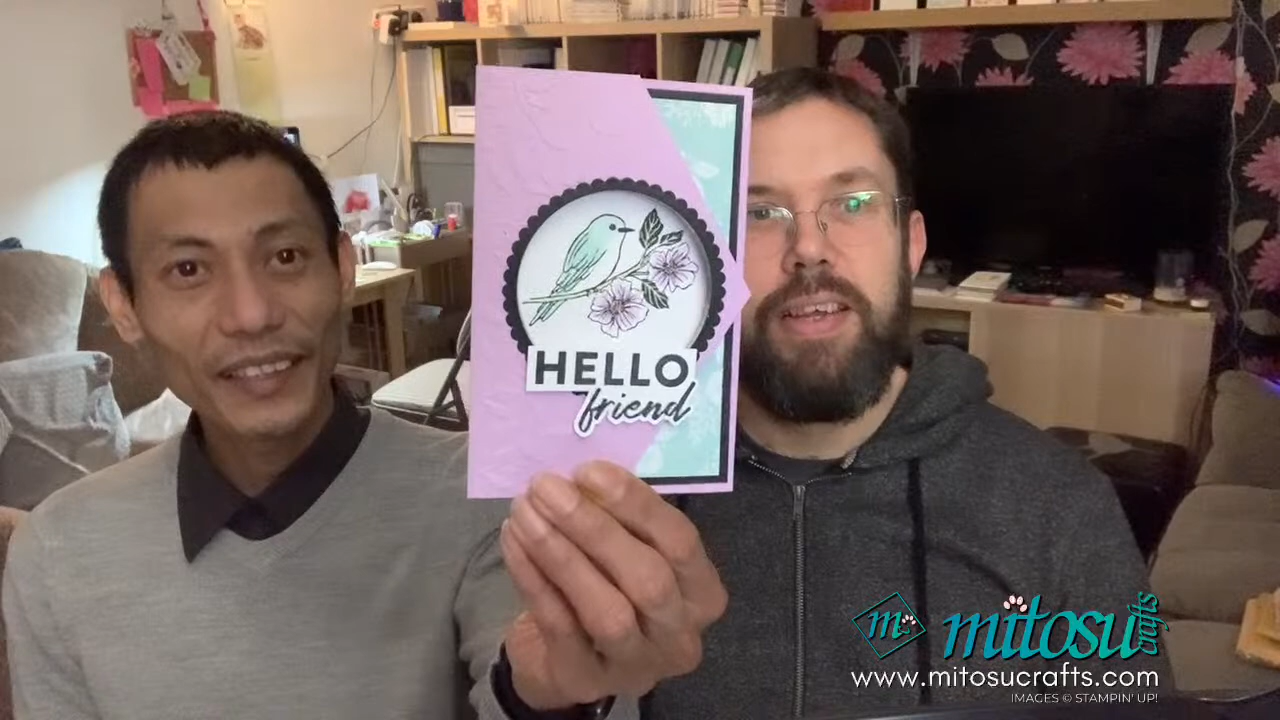 HELLO
friend
m
mitosu crafts
www.mitosucrafts.com
IMAGES © STAMPIN' UP!